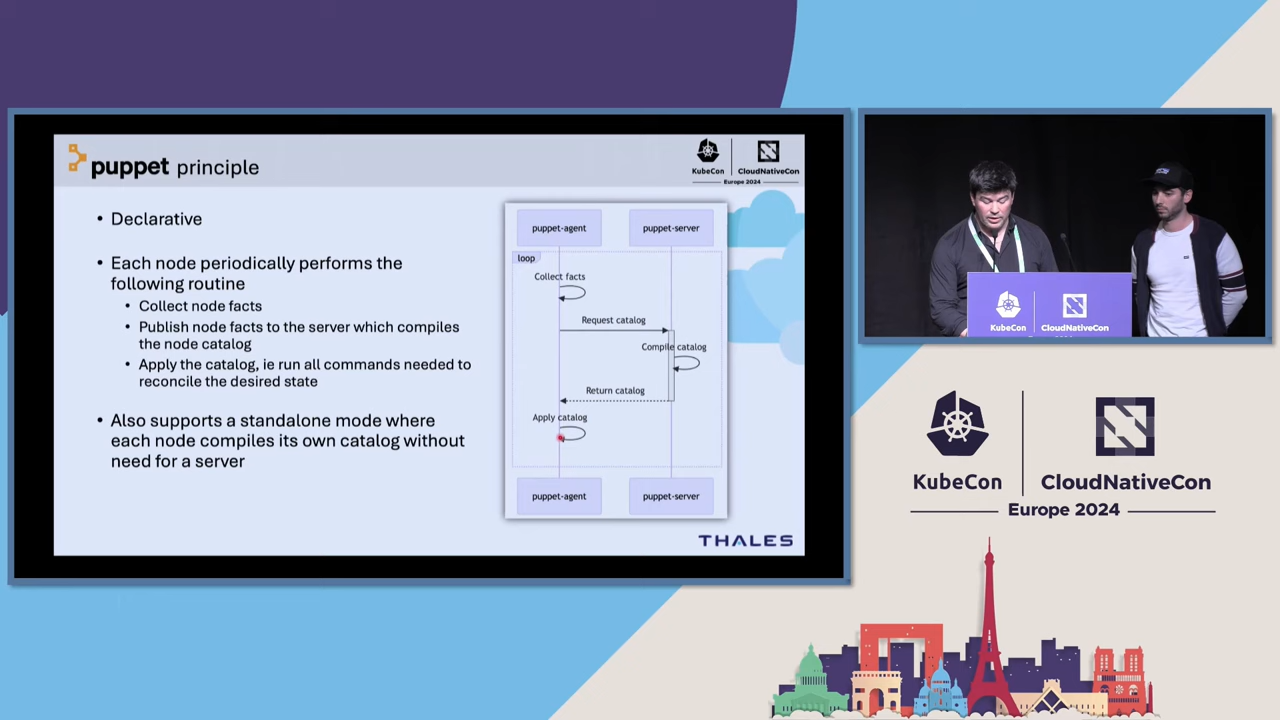 puppet principle
KubeCon
CloudNativeCon
Europe 2024
• Declarative
• Each node periodically performs the
following routine
• Collect node facts
• Publish node facts to the server which compiles
the node catalog
• Apply the catalog, ie run all commands needed to
reconcile the desired state
• Also supports a standalone mode where
each node compiles its own catalog without
need for a server
puppet-agent
puppet-server
loop
Collect facts
Request catalog
Compile catalog
Return catalog
Apply catalog
puppet-agent
puppet-server
THALES
KubeCon
CloudNativeCon
KubeCon
CloudNativeCon
Europe 2024